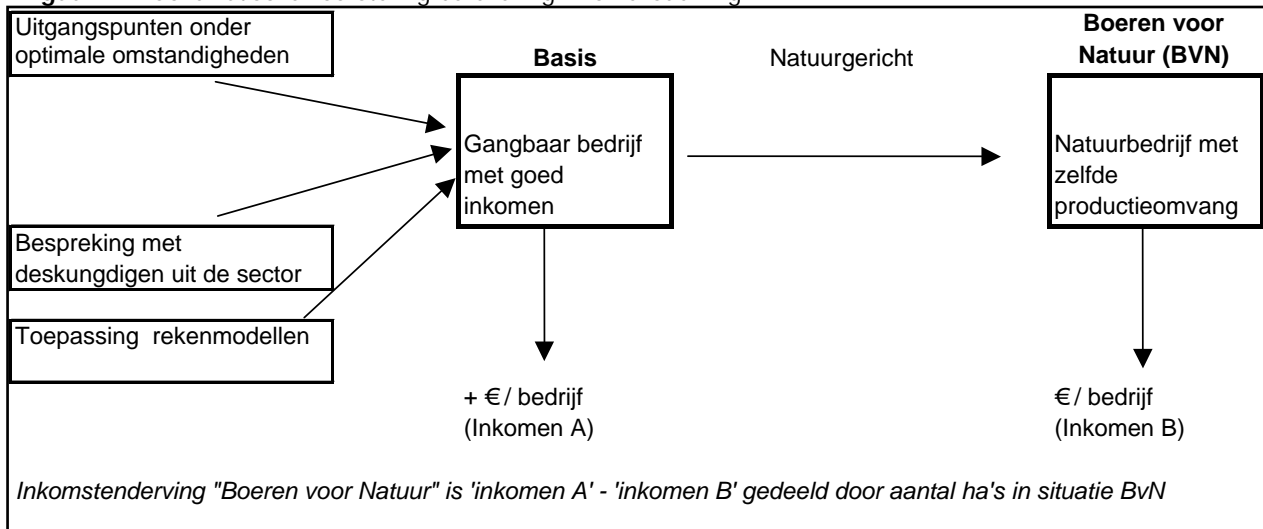 Uitgangspunten onder
optimale omstandigheden
Basis
Natuurgericht
Boeren voor
Natuur (BVN)
Gangbaar bedrijf
met goed
inkomen
Natuurbedrijf met
zelfde
productieomvang
Bespreking met
deskungdigen uit de sector
Toepassing rekenmodellen
+ €/ bedrijf
(Inkomen A)
€/ bedrijf
(Inkomen B)
Inkomstenderving "Boeren voor Natuur" is 'inkomen A' - 'inkomen B' gedeeld door aantal ha's in situatie BvN